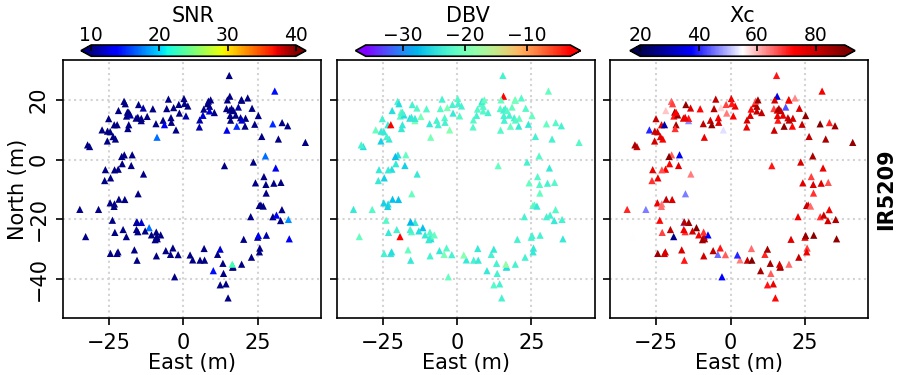 SNR DBV Xc
10 20 30 40 −30 −20 −10 20 40 60 80
20
0
−20
−40
North (m)
−25 0 25 −25 0 25 −25 0 25
East (m) East (m) East (m)
IR5209